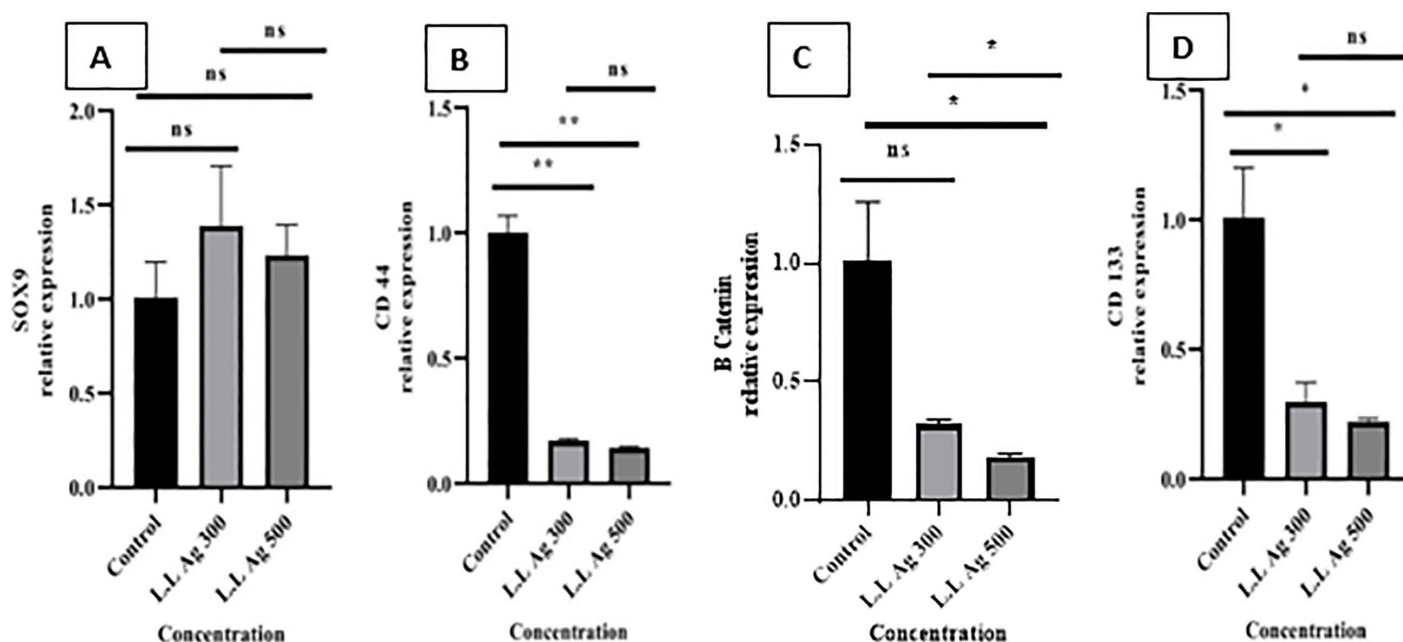 A
ns
ns
ns
SOX9
relative expression
2.0
1.5
1.0
0.5
0.0
Control
L.L Ag 300
L.L Ag 500
Concentration
B
ns
**
**
CD 44
relative expression
1.5
1.0
0.5
0.0
Control
L.L Ag 300
L.L Ag 500
Concentration
C
*
*
ns
B Catenin
relative expression
1.5
1.0
0.5
0.0
Control
L.L Ag 300
L.L Ag 500
Concentration
D
ns
*
*
CD 133
relative expression
1.5
1.0
0.5
0.0
Control
L.L Ag 300
L.L Ag 500
Concentration